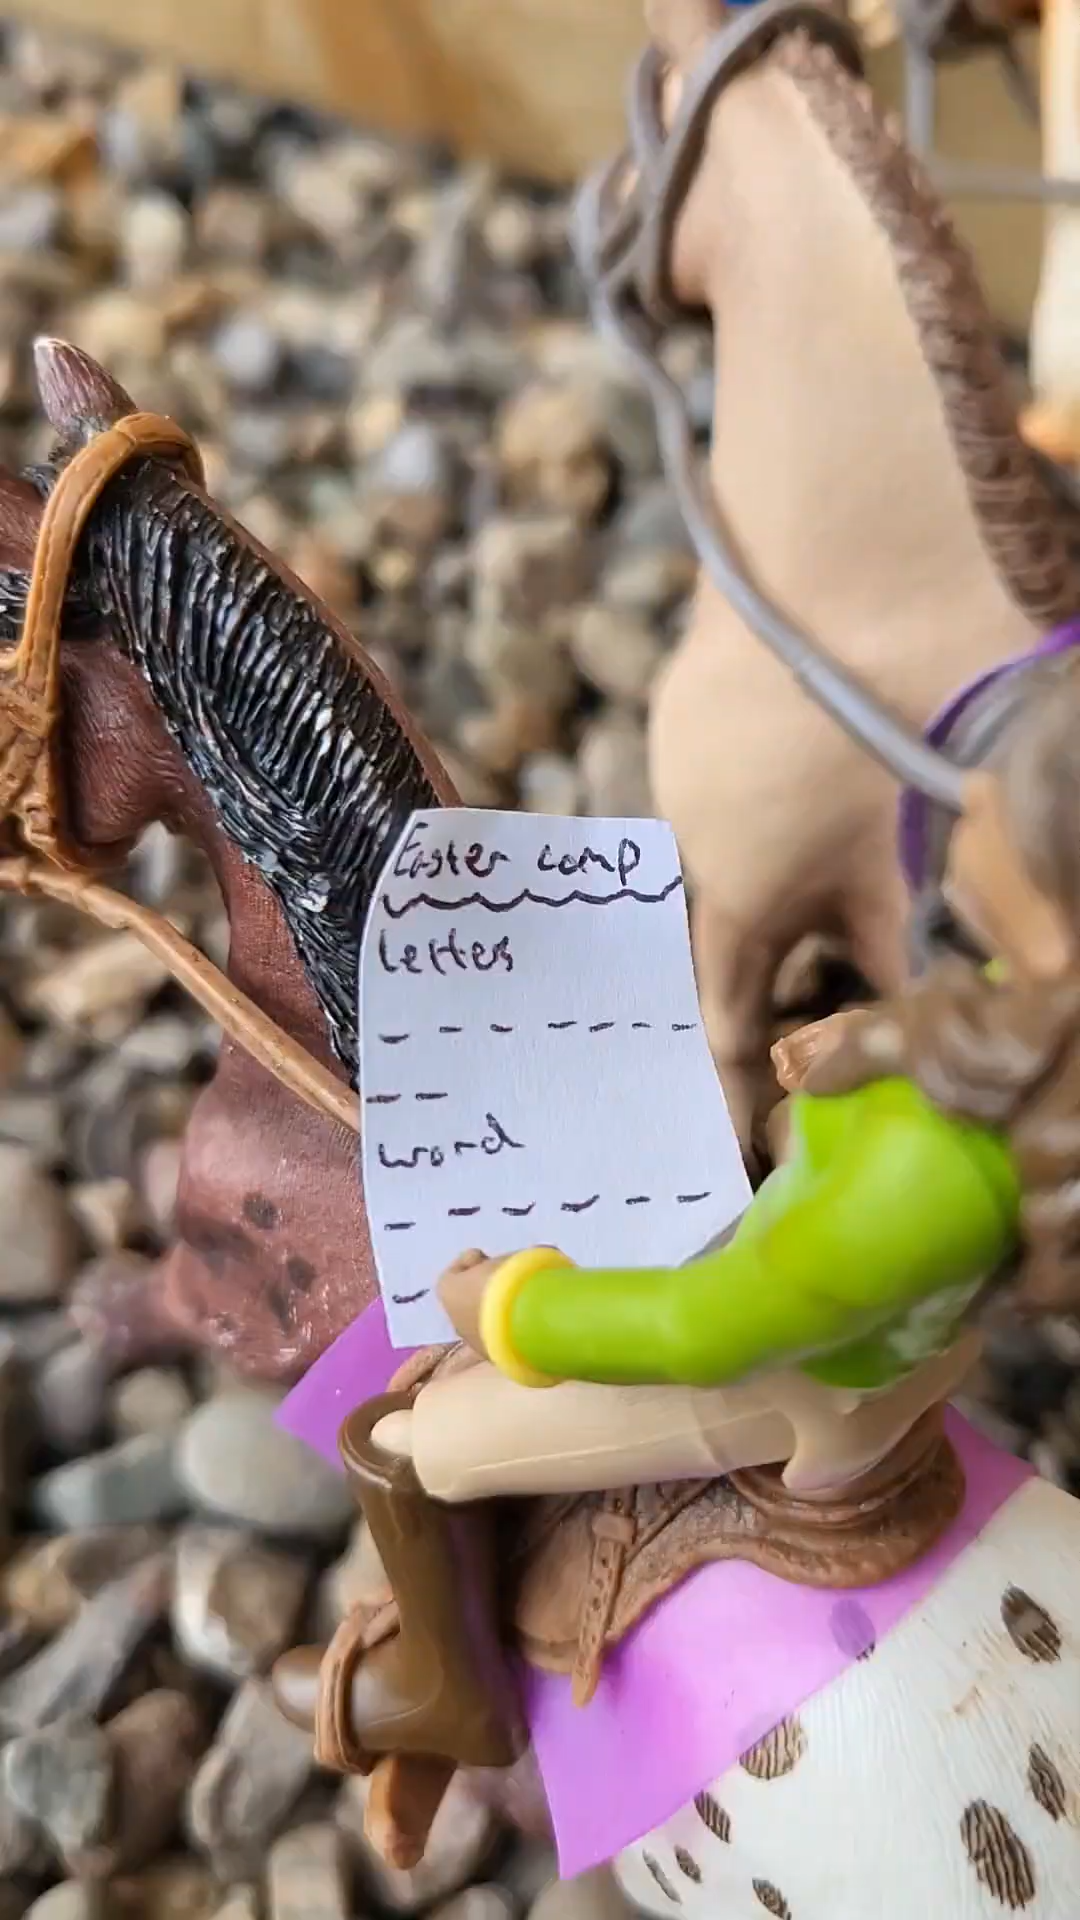 Easter camp
letters
_ _ _ _ _ _ _
_ _
word
_ _ _ _ _ _
_